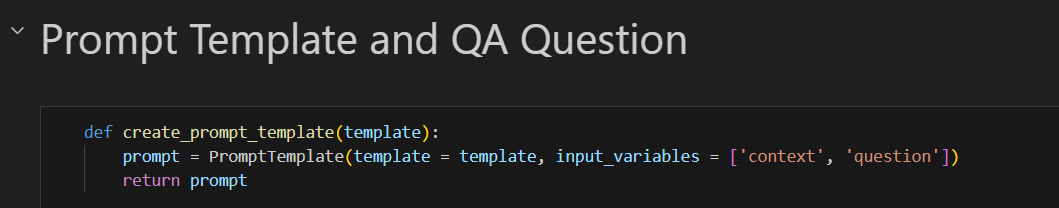 Prompt Template and QA Question
def create_prompt_template(template):
    prompt = PromptTemplate(template = template, input_variables = ['context', 'question'])
    return prompt